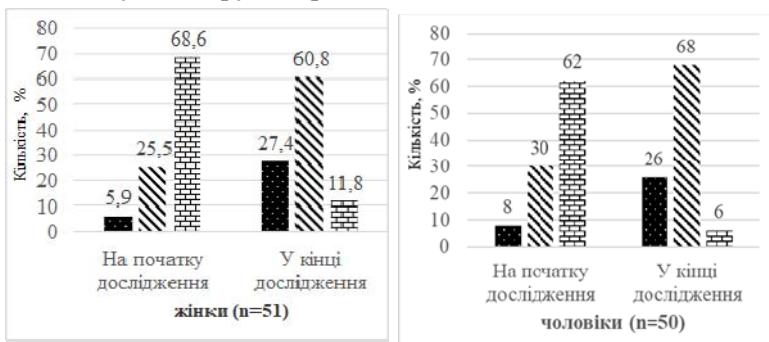 80
70
60
50
40
30
20
10
0
Кількість, %
68,6
60,8
25,5
27,4
5,9
11,8
На початку
дослідження
У кінці
дослідження
жінки (n=51)
80
70
60
50
40
30
20
10
0
Кількість, %
62
68
30
26
8
6
На початку
дослідження
У кінці
дослідження
чоловіки (n=50)